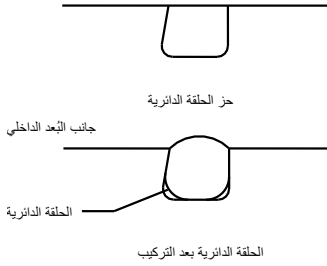 حز الحلقة الدائرية
جانب البُعد الداخلي
الحلقة الدائرية
الحلقة الدائرية بعد التركيب